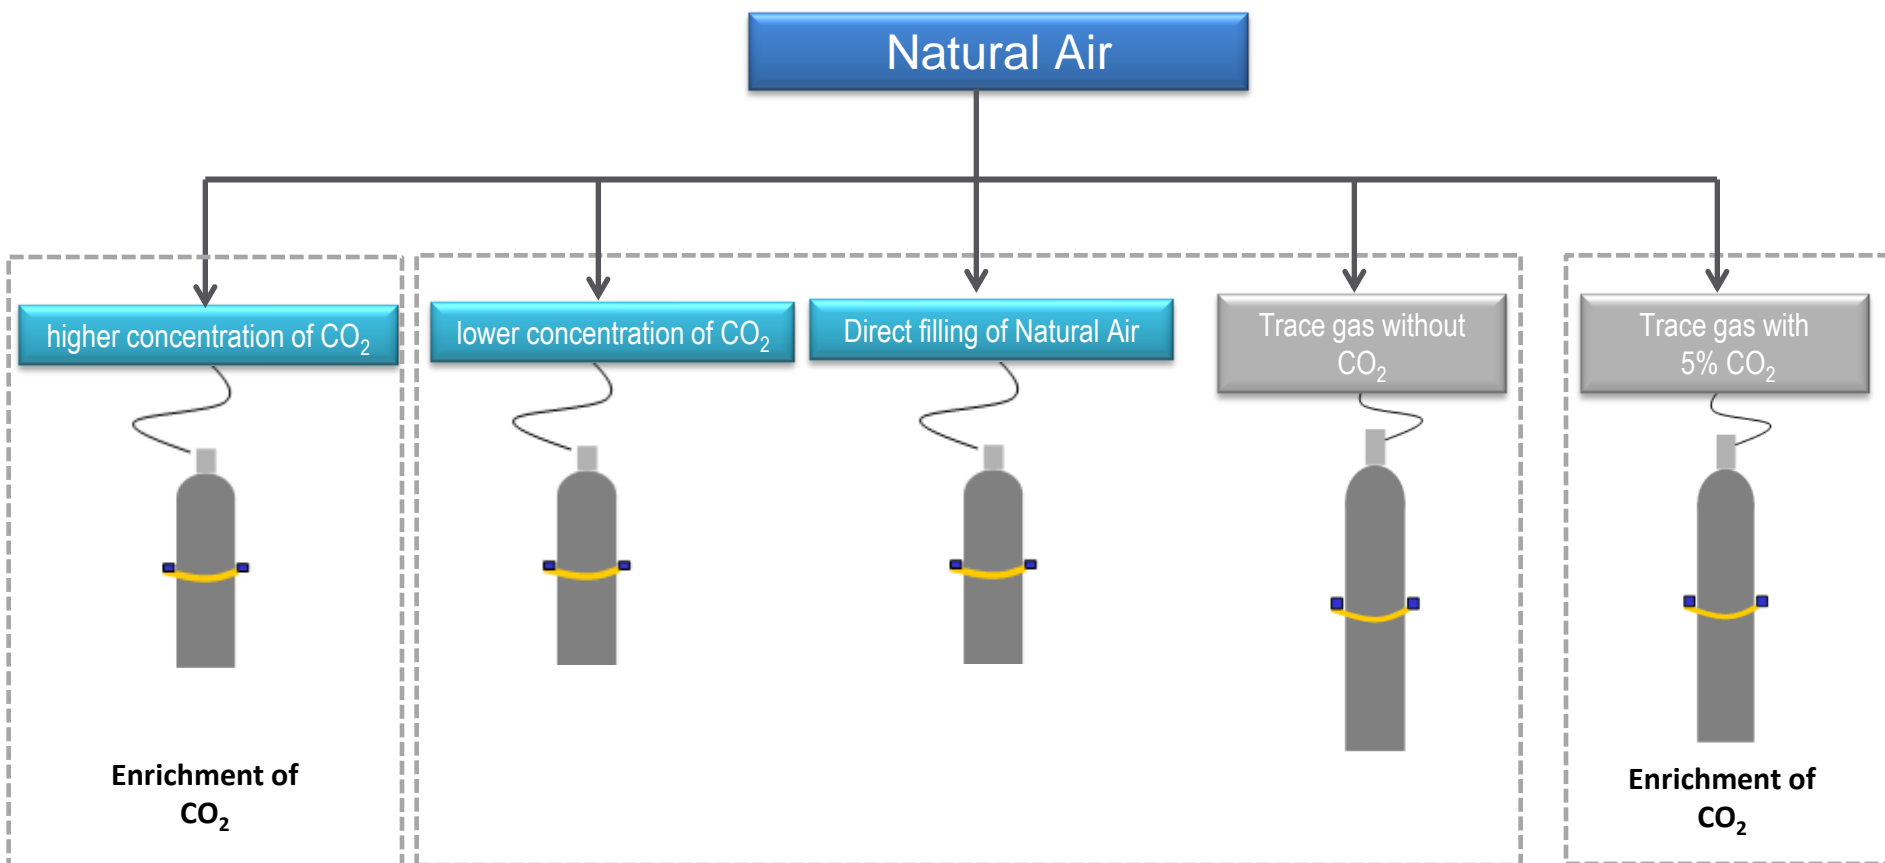 Natural Air
higher concentration of CO₂
lower concentration of CO₂
Direct filling of Natural Air
Trace gas without
CO₂
Trace gas with
5% CO₂
Enrichment of
CO₂
Enrichment of
CO₂